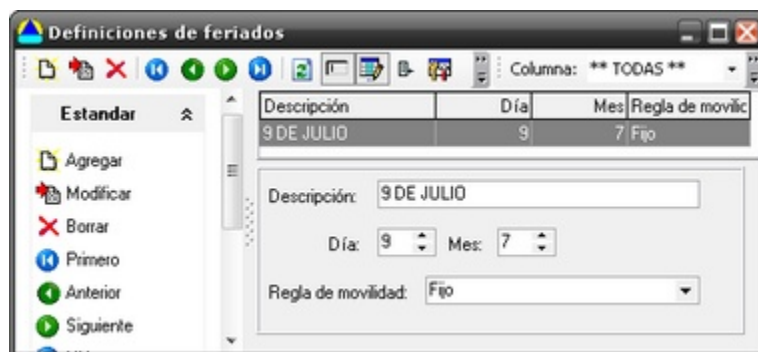 Definiciones de feriados
Columna: ** TODAS **
Estandar
Agregar
Modificar
Borrar
Primero
Anterior
Siguiente
Descripción Día Mes Regla de movilic
9 DE JULIO 9 7 Fijo
Descripción: 9 DE JULIO
Día: 9 Mes: 7
Regla de movilidad: Fijo